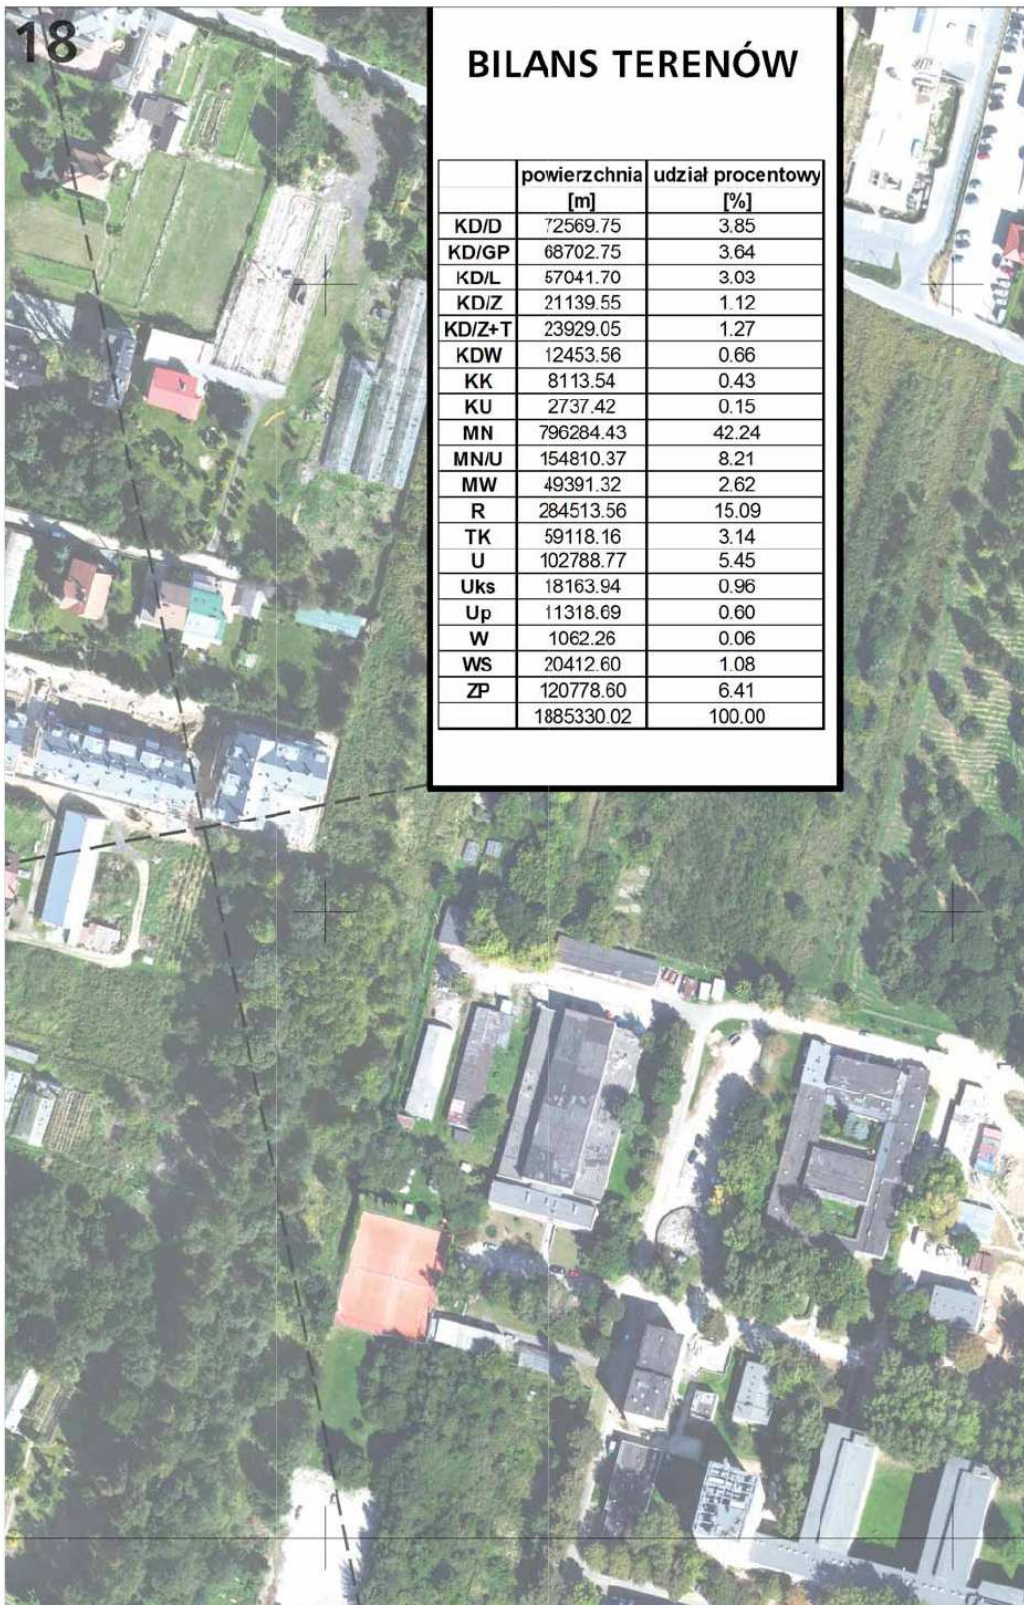 18
BILANS TERENÓW
powierzchnia udział procentowy
[m] [%]
KD/D 72569.75 3.85
KD/GP 68702.75 3.64
KD/L 57041.70 3.03
KD/Z 21139.55 1.12
KD/Z+T 23929.05 1.27
KDW 12453.56 0.66
KK 8113.54 0.43
KU 2737.42 0.15
MN 796284.43 42.24
MN/U 154810.37 8.21
MW 49391.32 2.62
R 284513.56 15.09
TK 59118.16 3.14
U 102788.77 5.45
Uks 18163.94 0.96
Up 11318.69 0.60
W 1062.26 0.06
WS 20412.60 1.08
ZP 120778.60 6.41
1885330.02 100.00